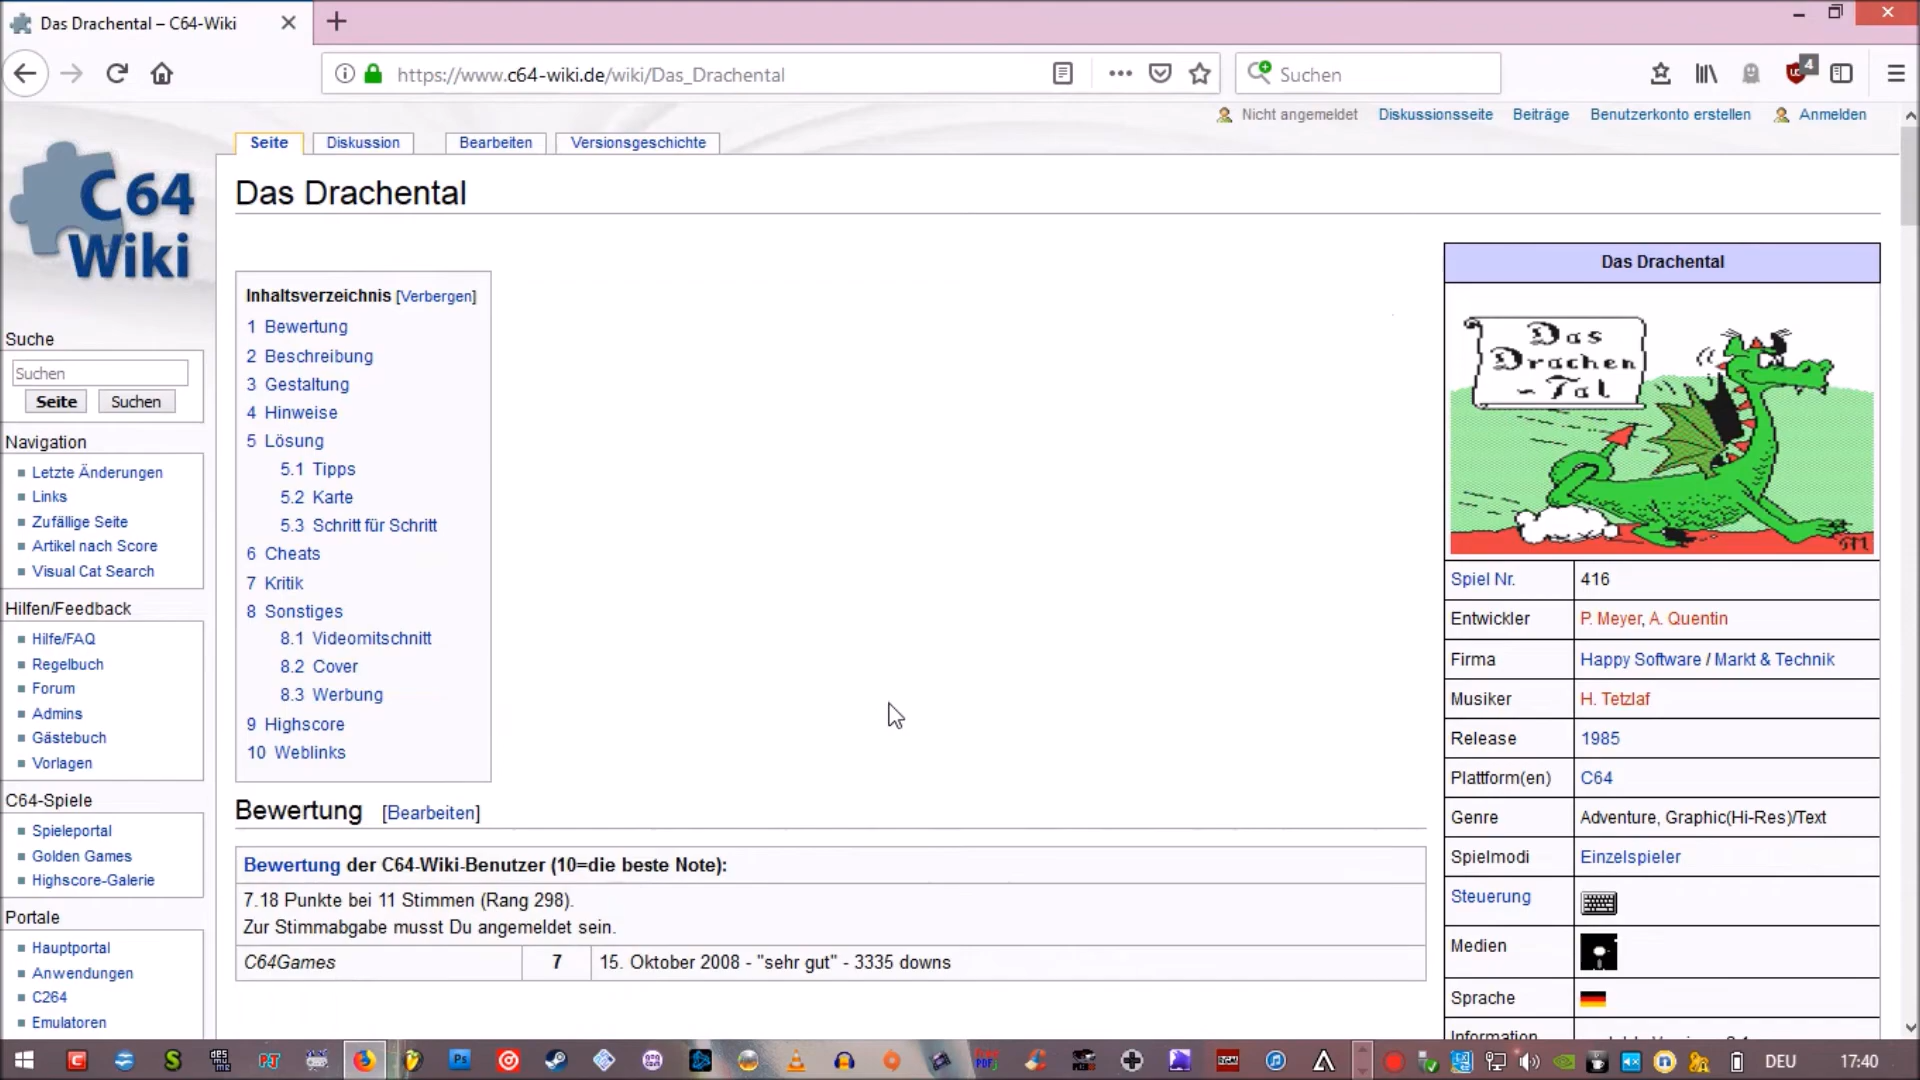 Das Drachental – C64-Wiki
https://www.c64-wiki.de/wiki/Das_Drachental
Suchen
4
Nicht angemeldet Diskussionsseite Beiträge Benutzerkonto erstellen Anmelden
Seite Diskussion Bearbeiten Versionsgeschichte
C64
Wiki
Das Drachental
Suche
Suchen
Seite Suchen
Navigation
Letzte Änderungen
Links
Zufällige Seite
Artikel nach Score
Visual Cat Search
Hilfen/Feedback
Hilfe/FAQ
Regelbuch
Forum
Admins
Gästebuch
Vorlagen
C64-Spiele
Spieleportal
Golden Games
Highscore-Galerie
Portale
Hauptportal
Anwendungen
C264
Emulatoren
Inhaltsverzeichnis [Verbergen]
1 Bewertung
2 Beschreibung
3 Gestaltung
4 Hinweise
5 Lösung
5.1 Tipps
5.2 Karte
5.3 Schritt für Schritt
6 Cheats
7 Kritik
8 Sonstiges
8.1 Videomitschnitt
8.2 Cover
8.3 Werbung
9 Highscore
10 Weblinks
Bewertung [Bearbeiten]
Bewertung der C64-Wiki-Benutzer (10=die beste Note):
7.18 Punkte bei 11 Stimmen (Rang 298).
Zur Stimmabgabe musst Du angemeldet sein.
C64Games 7 15. Oktober 2008 - "sehr gut" - 3335 downs
Das Drachental
Das
Drachen
-Tal
Spiel Nr. 416
Entwickler P. Meyer, A. Quentin
Firma Happy Software / Markt & Technik
Musiker H. Tetzlaf
Release 1985
Plattform(en) C64
Genre Adventure, Graphic(Hi-Res)/Text
Spielmodi Einzelspieler
Steuerung
Medien
Sprache
Information
DEU 17:40